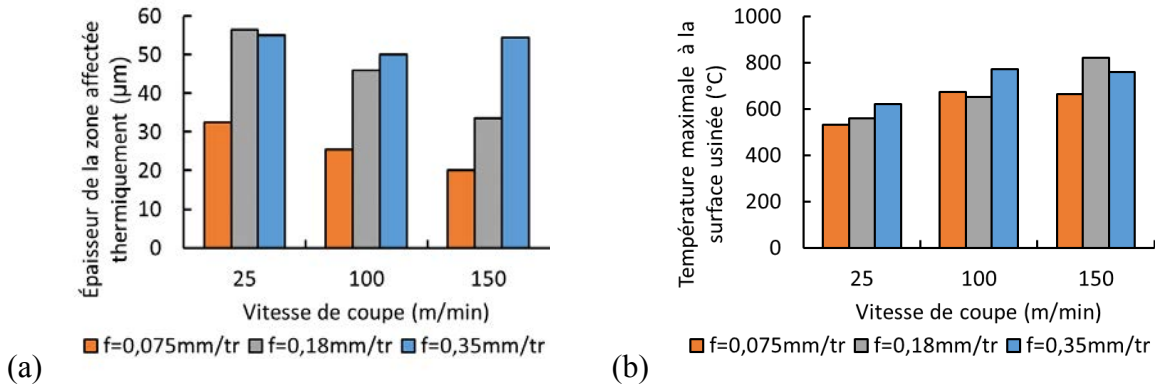 Épaisseur de la zone affectée
thermiquement (µm)
60
50
40
30
20
10
0
25 100 150
Vitesse de coupe (m/min)
f=0,075mm/tr f=0,18mm/tr f=0,35mm/tr
(a)
Température maximale à la
surface usinée (°C)
1000
800
600
400
200
0
25 100 150
Vitesse de coupe (m/min)
f=0,075mm/tr f=0,18mm/tr f=0,35mm/tr
(b)